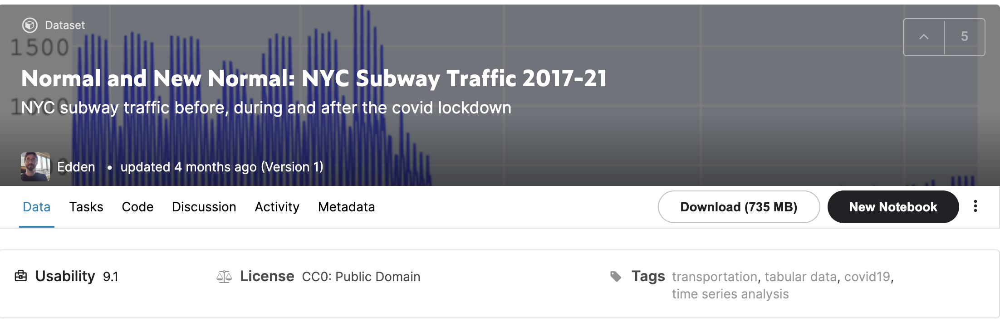 Dataset
1500
5
Normal and New Normal: NYC Subway Traffic 2017-21
1000
NYC subway traffic before, during and after the covid lockdown
Edden • updated 4 months ago (Version 1)
Data Tasks Code Discussion Activity Metadata Download (735 MB) New Notebook
Usability 9.1 License CC0: Public Domain Tags transportation, tabular data, covid19,
time series analysis